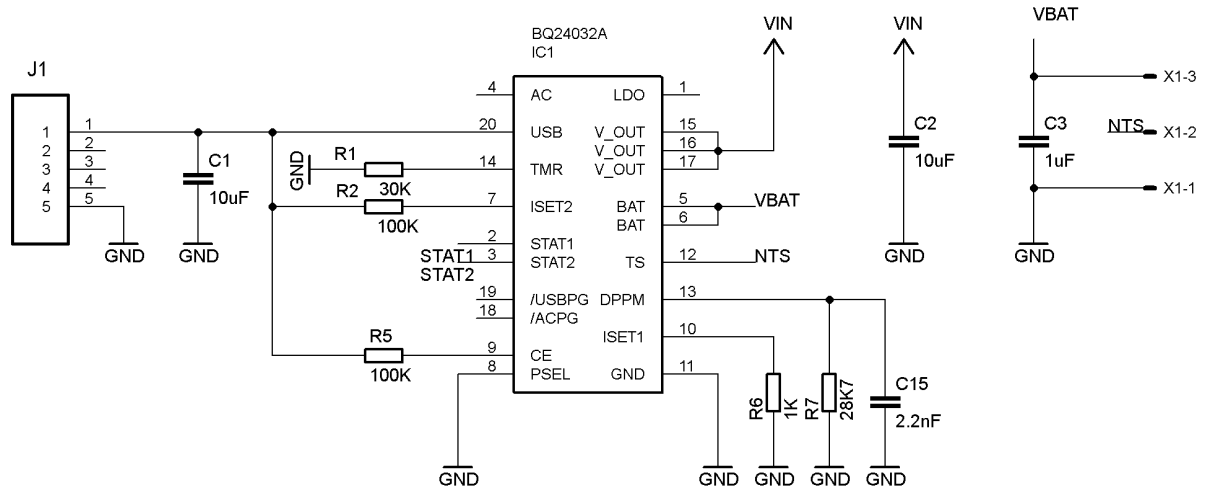 BQ24032A
IC1
VIN
VIN
VBAT
J1
4 AC LDO 1
X1-3
1 1
20 USB V_OUT 15
2 2
V_OUT 16
3 3
14 TMR V_OUT 17
4 4
5 5
C1
10uF
GND
R1
30K
R2
100K
C2
10uF
C3
1uF
NTS X1-2
X1-1
7 ISET2 BAT 5
VBAT
BAT 6
2 STAT1
STAT1
3 STAT2 TS 12
NTS
STAT2
GND
GND
GND
GND
19 /USBPG DPPM 13
18 /ACPG
ISET1 10
R5
100K
9 CE
8 PSEL GND 11
R6
1K
R7
28K7
C15
2.2nF
GND
GND
GND
GND
GND